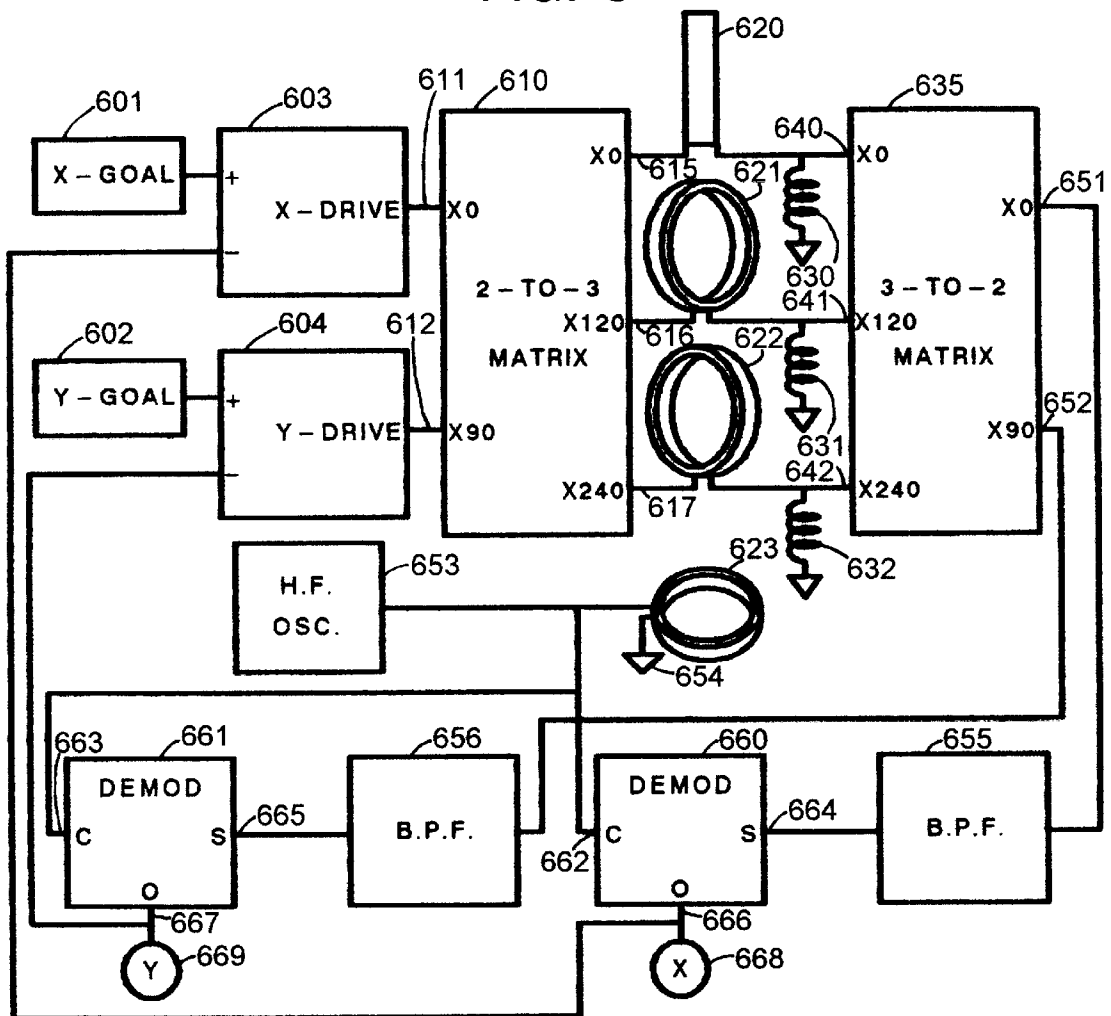 620
601
X-GOAL
603
+
X-DRIVE
−
611
610
X0
2-TO-3
MATRIX
X90
X0
615
X120
616
X240
617
621
622
635
640
X0
630
641
3-TO-2
X120
MATRIX
631
642
X240
632
X0
651
X90
652
602
Y-GOAL
604
+
Y-DRIVE
−
612
H.F.
OSC.
653
623
654
663
661
DEMOD
C
S
O
665
656
B.P.F.
667
Y
669
660
DEMOD
662
C
S
O
664
655
B.P.F.
666
X
668